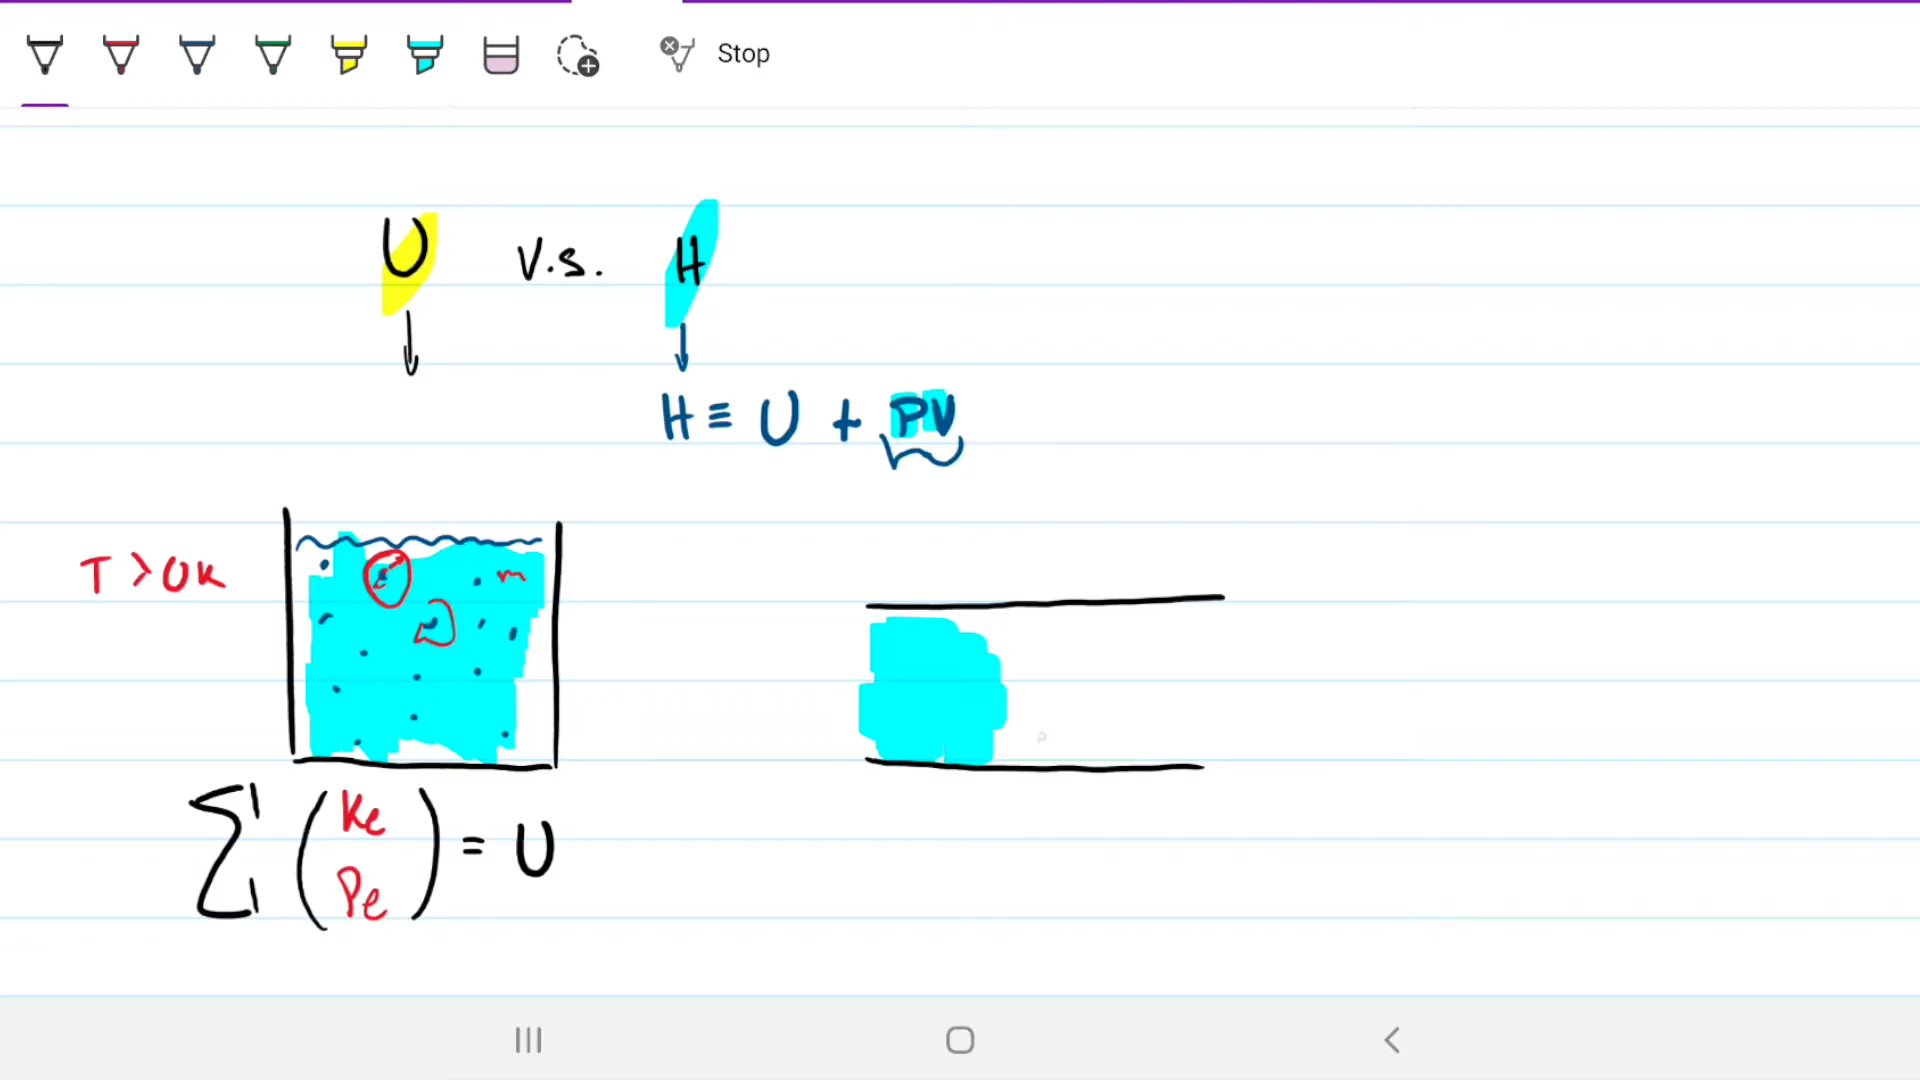 Stop
U v.s. H
H ≡ U + PV
T > 0K
m
Σ (Ke Pe) = U